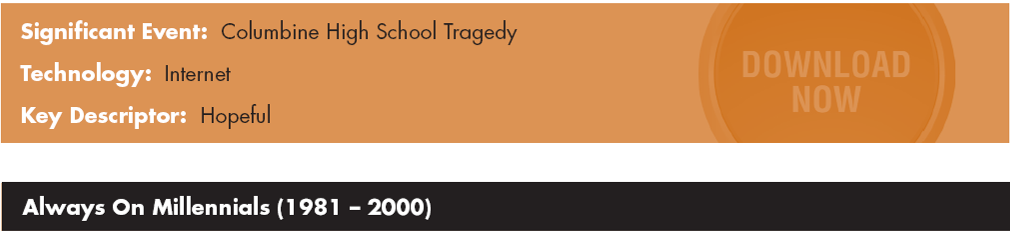 Significant Event: Columbine High School Tragedy
Technology: Internet
Key Descriptor: Hopeful
DOWNLOAD
NOW
Always On Millennials (1981 – 2000)